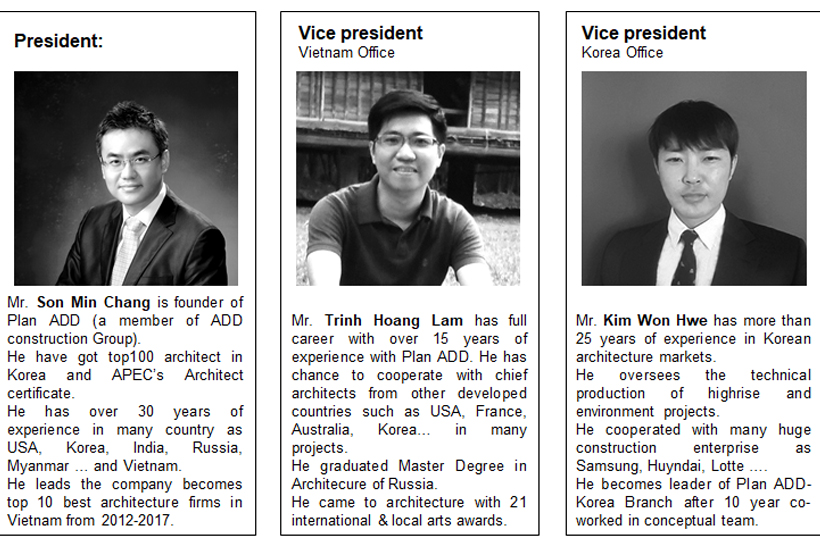 President:
Mr. Son Min Chang is founder of
Plan ADD (a member of ADD
construction Group).
He have got top100 architect in
Korea and APEC’s Architect
certificate.
He has over 30 years of
experience in many country as
USA, Korea, India, Russia,
Myanmar ... and Vietnam.
He leads the company becomes
top 10 best architecture firms in
Vietnam from 2012-2017.
Vice president
Vietnam Office
Mr. Trinh Hoang Lam has full
career with over 15 years of
experience with Plan ADD. He has
chance to cooperate with chief
architects from other developed
countries such as USA, France,
Australia, Korea… in many
projects.
He graduated Master Degree in
Architecure of Russia.
He came to architecture with 21
international & local arts awards.
Vice president
Korea Office
Mr. Kim Won Hwe has more than
25 years of experience in Korean
architecture markets.
He oversees the technical
production of highrise and
environment projects.
He cooperated with many huge
construction enterprise as
Samsung, Huyndai, Lotte ….
He becomes leader of Plan ADD-
Korea Branch after 10 year co-
worked in conceptual team.